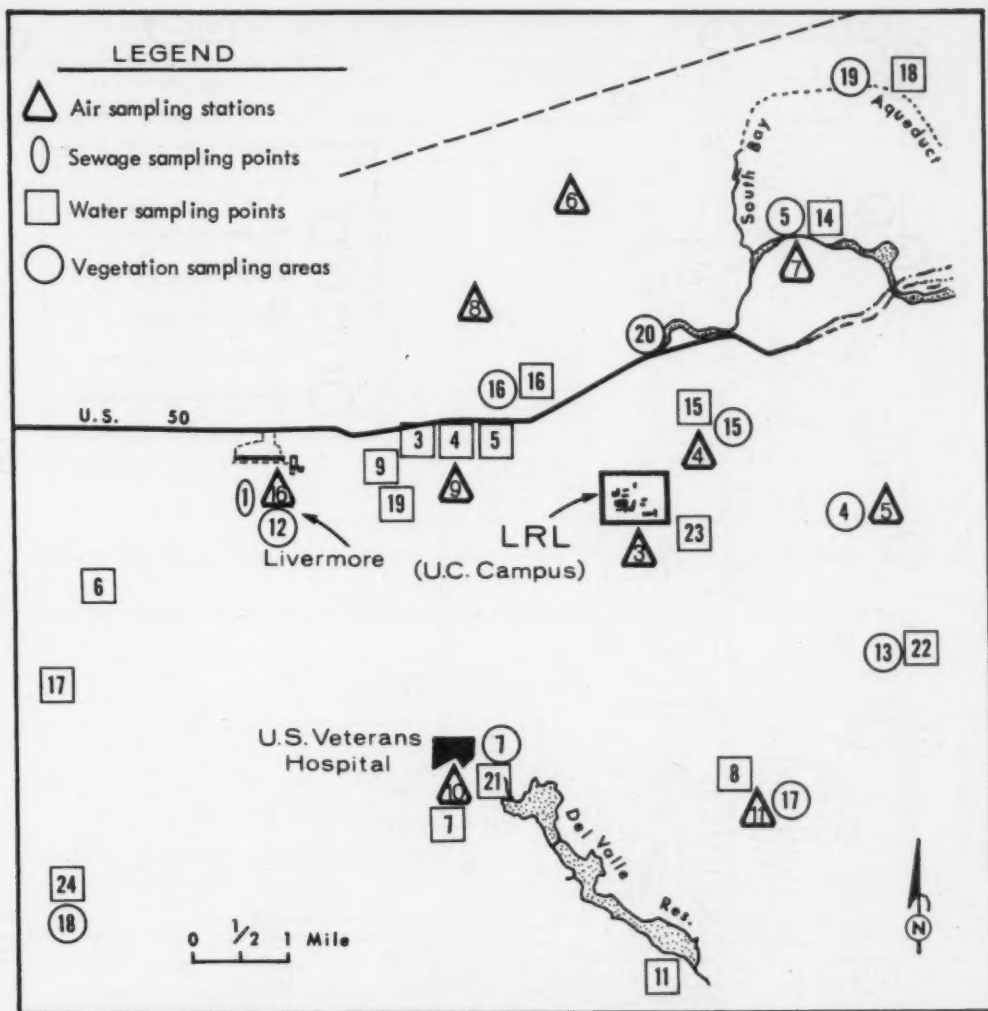 LEGEND
Air sampling stations
Sewage sampling points
Water sampling points
Vegetation sampling areas
19 18
South Bay
Aqueduct
6
5 14
7
8
20
16 16
U.S. 50
15
15
3 4 5
4
9
9
1 16
19
12
Livermore
LRL
(U.C. Campus)
23
3
4 5
6
13 22
17
U.S. Veterans
Hospital
7
10 21
7
8
11 17
Del Valle
Res.
24
18
0 1/2 1 Mile
11
N